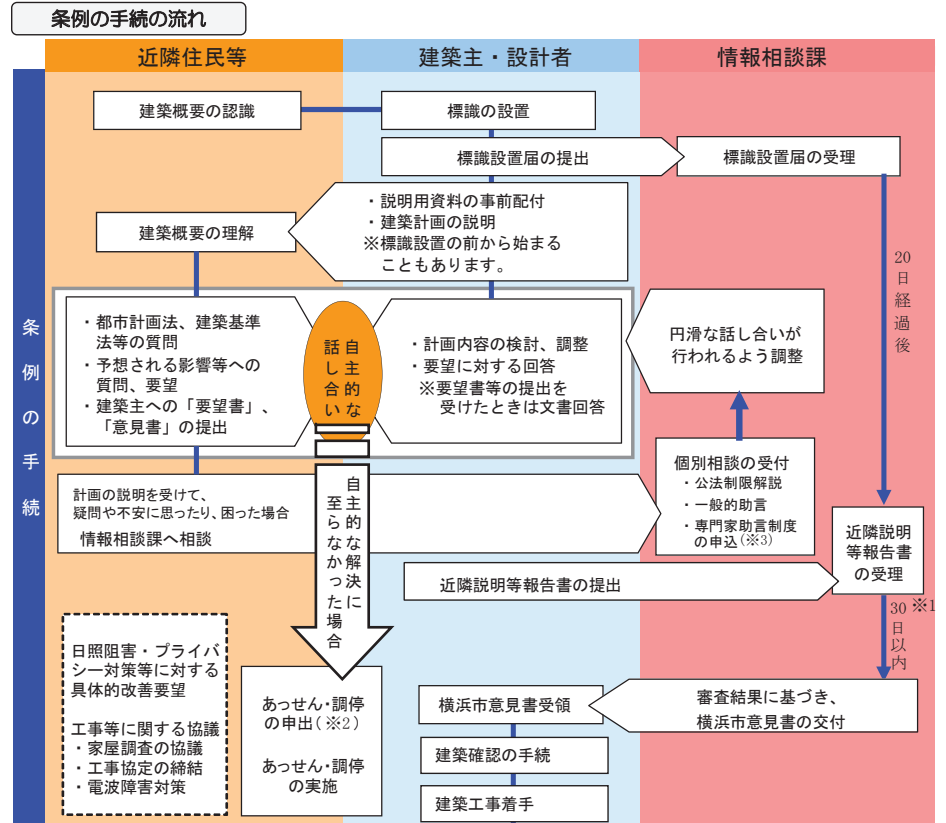 条例の手続の流れ
近隣住民等
建築主・設計者
情報相談課
条例の手続
建築概要の認識
標識の設置
標識設置届の提出
標識設置届の受理
・説明用資料の事前配付
・建築計画の説明
※標識設置の前から始まる
こともあります。
建築概要の理解
20日経過後
・都市計画法、建築基準
法等の質問
・予想される影響等への
質問、要望
・建築主への「要望書」、
「意見書」の提出
自主的な
話し合い
・計画内容の検討、調整
・要望に対する回答
※要望書等の提出を
受けたときは文書回答
円滑な話し合いが
行われるよう調整
個別相談の受付
・公法制限解説
・一般的助言
・専門家助言制度
の申込(※3)
計画の説明を受けて、
疑問や不安に思ったり、困った場合
情報相談課へ相談
自主的な解決に
至らなかった場合
近隣説明
等報告書
の受理
近隣説明等報告書の提出
※1
30日以内
日照阻害・プライバ
シー対策等に対する
具体的改善要望
工事等に関する協議
・家屋調査の協議
・工事協定の締結
・電波障害対策
あっせん・調停
の申出(※2)
あっせん・調停
の実施
横浜市意見書受領
審査結果に基づき、
横浜市意見書の交付
建築確認の手続
建築工事着手